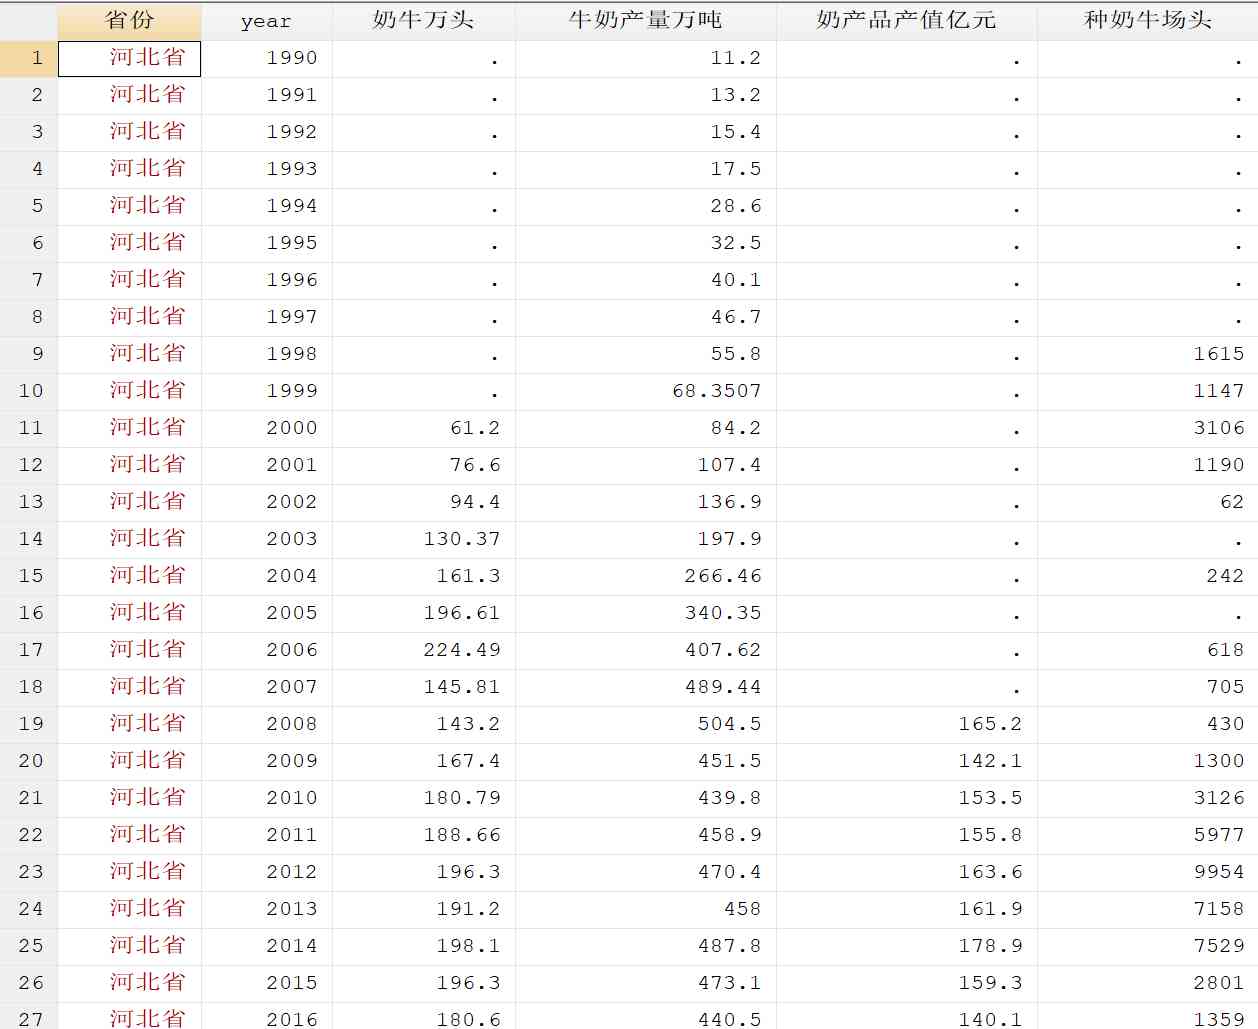 省份 year 奶牛万头 牛奶产量万吨 奶产品产值亿元 种奶牛场头
1 河北省 1990 . 11.2 . .
2 河北省 1991 . 13.2 . .
3 河北省 1992 . 15.4 . .
4 河北省 1993 . 17.5 . .
5 河北省 1994 . 28.6 . .
6 河北省 1995 . 32.5 . .
7 河北省 1996 . 40.1 . .
8 河北省 1997 . 46.7 . .
9 河北省 1998 . 55.8 . 1615
10 河北省 1999 . 68.3507 . 1147
11 河北省 2000 61.2 84.2 . 3106
12 河北省 2001 76.6 107.4 . 1190
13 河北省 2002 94.4 136.9 . 62
14 河北省 2003 130.37 197.9 . .
15 河北省 2004 161.3 266.46 . 242
16 河北省 2005 196.61 340.35 . .
17 河北省 2006 224.49 407.62 . 618
18 河北省 2007 145.81 489.44 . 705
19 河北省 2008 143.2 504.5 165.2 430
20 河北省 2009 167.4 451.5 142.1 1300
21 河北省 2010 180.79 439.8 153.5 3126
22 河北省 2011 188.66 458.9 155.8 5977
23 河北省 2012 196.3 470.4 163.6 9954
24 河北省 2013 191.2 458 161.9 7158
25 河北省 2014 198.1 487.8 178.9 7529
26 河北省 2015 196.3 473.1 159.3 2801
27 河北省 2016 180.6 440.5 140.1 1359